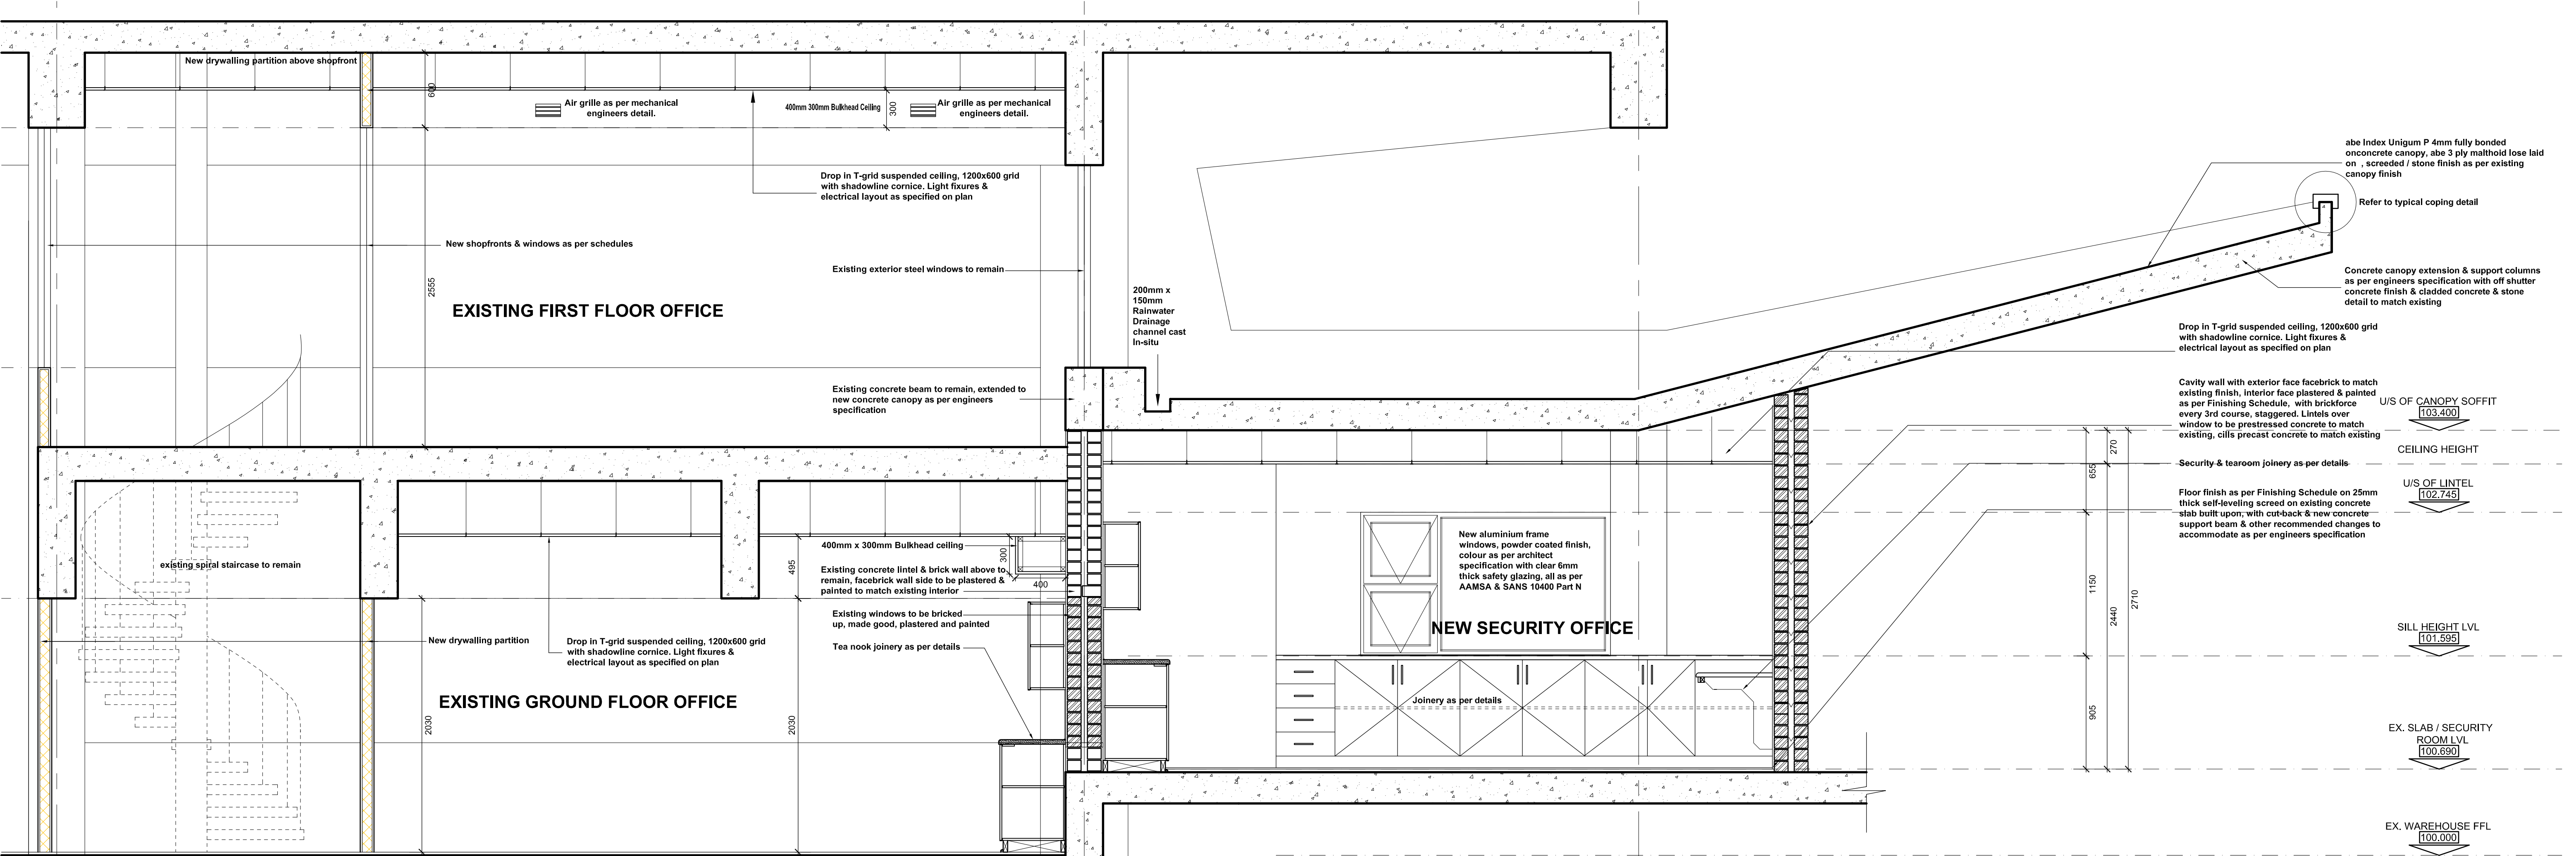 New drywalling partition above shopfront
600
Air grille as per mechanical
engineers detail.
400mm 300mm Bulkhead Ceiling
300
Air grille as per mechanical
engineers detail.
Drop in T-grid suspended ceiling, 1200x600 grid
with shadowline cornice. Light fixures &
electrical layout as specified on plan
New shopfronts & windows as per schedules
2555
Existing exterior steel windows to remain
EXISTING FIRST FLOOR OFFICE
200mm x
150mm
Rainwater
Drainage
channel cast
In-situ
Existing concrete beam to remain, extended to
new concrete canopy as per engineers
specification
abe Index Unigum P 4mm fully bonded
onconcrete canopy, abe 3 ply malthoid lose laid
on , screeded / stone finish as per existing
canopy finish
Refer to typical coping detail
Concrete canopy extension & support columns
as per engineers specification with off shutter
concrete finish & cladded concrete & stone
detail to match existing
Drop in T-grid suspended ceiling, 1200x600 grid
with shadowline cornice. Light fixures &
electrical layout as specified on plan
Cavity wall with exterior face facebrick to match
existing finish, interior face plastered & painted
as per Finishing Schedule, with brickforce
every 3rd course, staggered. Lintels over
window to be prestressed concrete to match
existing, cills precast concrete to match existing
Security & tearoom joinery as per details
Floor finish as per Finishing Schedule on 25mm
thick self-leveling screed on existing concrete
slab built upon, with cut-back & new concrete
support beam & other recommended changes to
accommodate as per engineers specification
U/S OF CANOPY SOFFIT
103.400
CEILING HEIGHT
U/S OF LINTEL
102.745
SILL HEIGHT LVL
101.595
EX. SLAB / SECURITY
ROOM LVL
100.690
EX. WAREHOUSE FFL
100.000
655
270
1150
2440
2710
905
existing spiral staircase to remain
495
400mm x 300mm Bulkhead ceiling
300
400
Existing concrete lintel & brick wall above to
remain, facebrick wall side to be plastered &
painted to match existing interior
Existing windows to be bricked
up, made good, plastered and painted
Tea nook joinery as per details
New drywalling partition
Drop in T-grid suspended ceiling, 1200x600 grid
with shadowline cornice. Light fixures &
electrical layout as specified on plan
EXISTING GROUND FLOOR OFFICE
2030
2030
New aluminium frame
windows, powder coated finish,
colour as per architect
specification with clear 6mm
thick safety glazing, all as per
AAMSA & SANS 10400 Part N
NEW SECURITY OFFICE
Joinery as per details